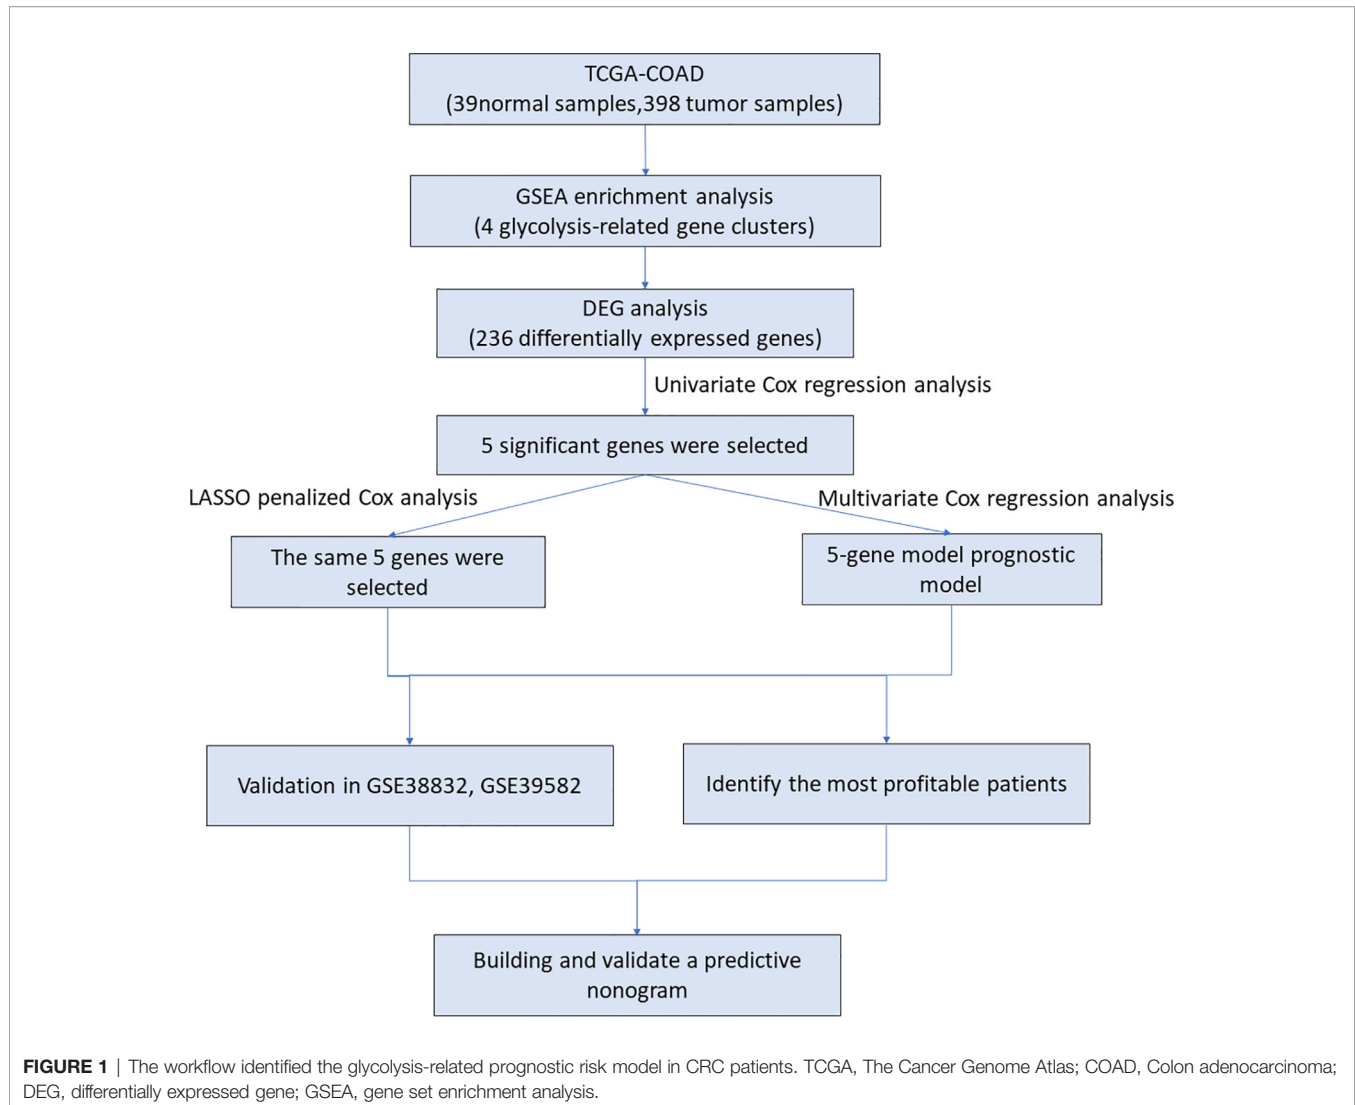 TCGA-COAD
(39normal samples,398 tumor samples)
GSEA enrichment analysis
(4 glycolysis-related gene clusters)
DEG analysis
(236 differentially expressed genes)
Univariate Cox regression analysis
5 significant genes were selected
LASSO penalized Cox analysis
Multivariate Cox regression analysis
The same 5 genes were
selected
5-gene model prognostic
model
Validation in GSE38832, GSE39582
Identify the most profitable patients
Building and validate a predictive
nonogram
FIGURE 1 | The workflow identified the glycolysis-related prognostic risk model in CRC patients. TCGA, The Cancer Genome Atlas; COAD, Colon adenocarcinoma;
DEG, differentially expressed gene; GSEA, gene set enrichment analysis.